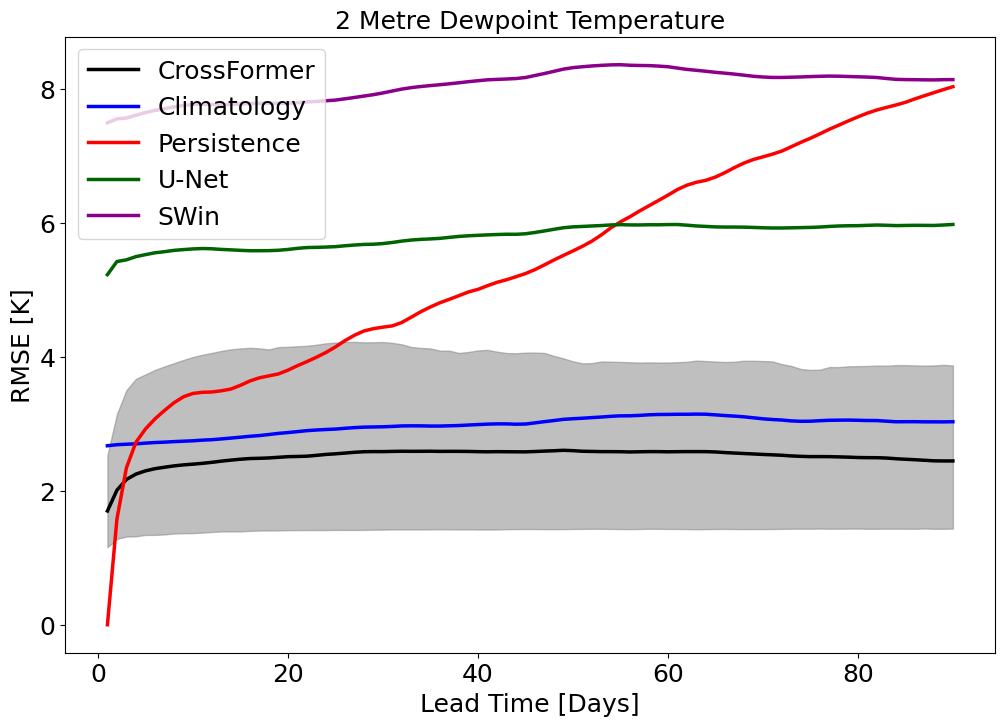 2 Metre Dewpoint Temperature
CrossFormer
Climatology
Persistence
U-Net
SWin
RMSE [K]
8
6
4
2
0
0 20 40 60 80
Lead Time [Days]